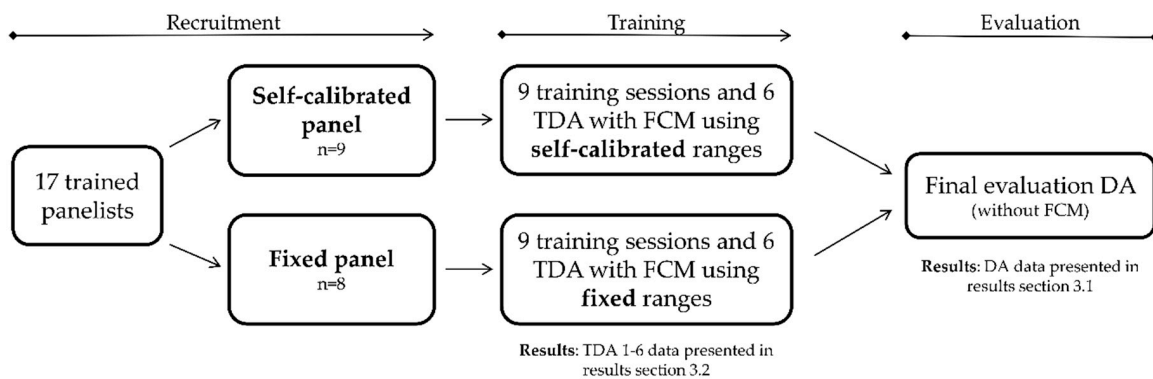 Recruitment
Training
Evaluation
17 trained
panelists
Self-calibrated
panel
n=9
Fixed panel
n=8
9 training sessions and 6
TDA with FCM using
self-calibrated ranges
9 training sessions and 6
TDA with FCM using
fixed ranges
Results: TDA 1-6 data presented in
results section 3.2
Final evaluation DA
(without FCM)
Results: DA data presented in
results section 3.1